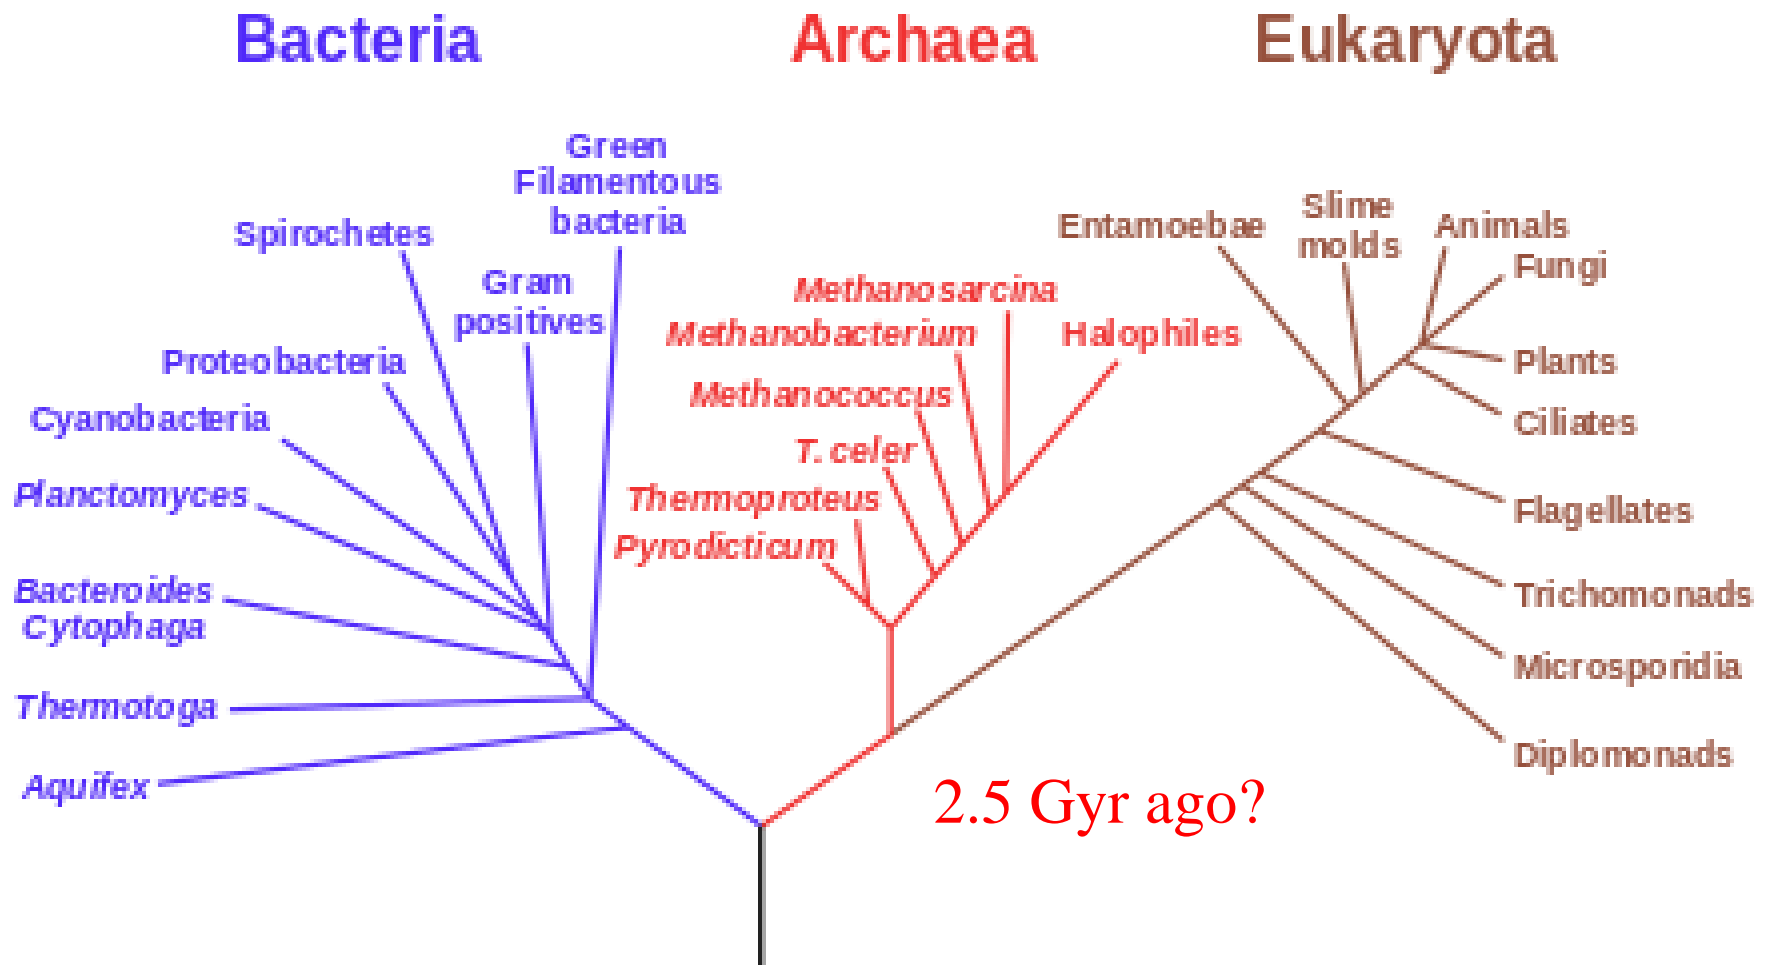 Bacteria
Archaea
Eukaryota
Green
Filamentous
bacteria
Spirochetes
Gram
positives
Proteobacteria
Cyanobacteria
Planctomyces
Bacteroides
Cytophaga
Thermotoga
Aquifex
Methanosarcina
Methanobacterium
Halophiles
Methanococcus
T. celer
Thermoproteus
Pyrodicticum
Entamoebae
Slime
molds
Animals
Fungi
Plants
Ciliates
Flagellates
Trichomonads
Microsporidia
Diplomonads
2.5 Gyr ago?